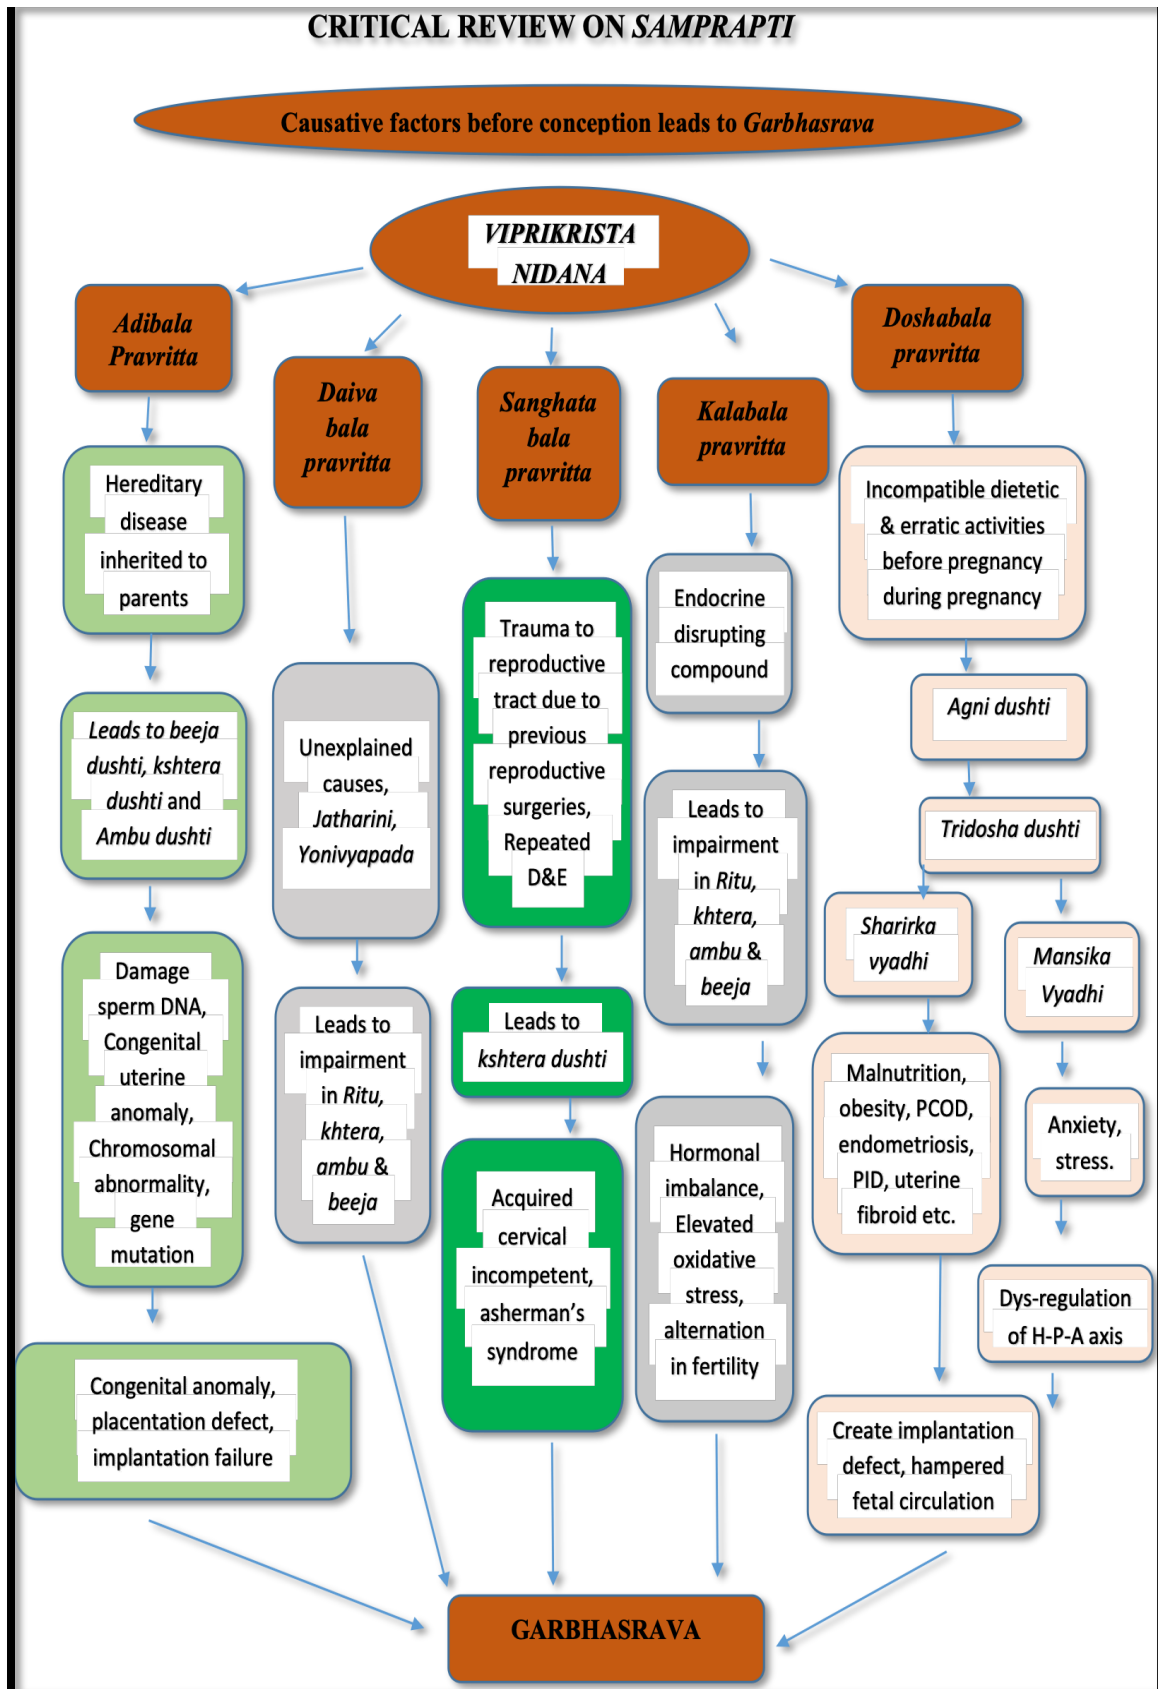 CRITICAL REVIEW ON SAMPRAPTI
Causative factors before conception leads to Garbhasrava
VIPRIKRISTA
NIDANA
Adibala
Pravritta
Hereditary
disease
inherited to
parents
Leads to beeja
dushti, kshtera
dushti and
Ambu dushti
Damage
sperm DNA,
Congenital
uterine
anomaly,
Chromosomal
abnormality,
gene
mutation
Congenital anomaly,
placentation defect,
implantation failure
Daiva
bala
pravritta
Unexplained
causes,
Jatharini,
Yonivyapada
Leads to
impairment
in Ritu,
khtera,
ambu &
beeja
Sanghata
bala
pravritta
Trauma to
reproductive
tract due to
previous
reproductive
surgeries,
Repeated
D&E
Leads to
kshtera dushti
Acquired
cervical
incompetent,
asherman's
syndrome
Kalabala
pravritta
Endocrine
disrupting
compound
Leads to
impairment
in Ritu,
khtera,
ambu &
beeja
Hormonal
imbalance,
Elevated
oxidative
stress,
alternation
in fertility
Doshabala
pravritta
Incompatible dietetic
& erratic activities
before pregnancy
during pregnancy
Agni dushti
Tridosha dushti
Sharirka
vyadhi
Malnutrition,
obesity, PCOD,
endometriosis,
PID, uterine
fibroid etc.
Mansika
Vyadhi
Anxiety,
stress.
Dys-regulation
of H-P-A axis
Create implantation
defect, hampered
fetal circulation
GARBHASRAVA